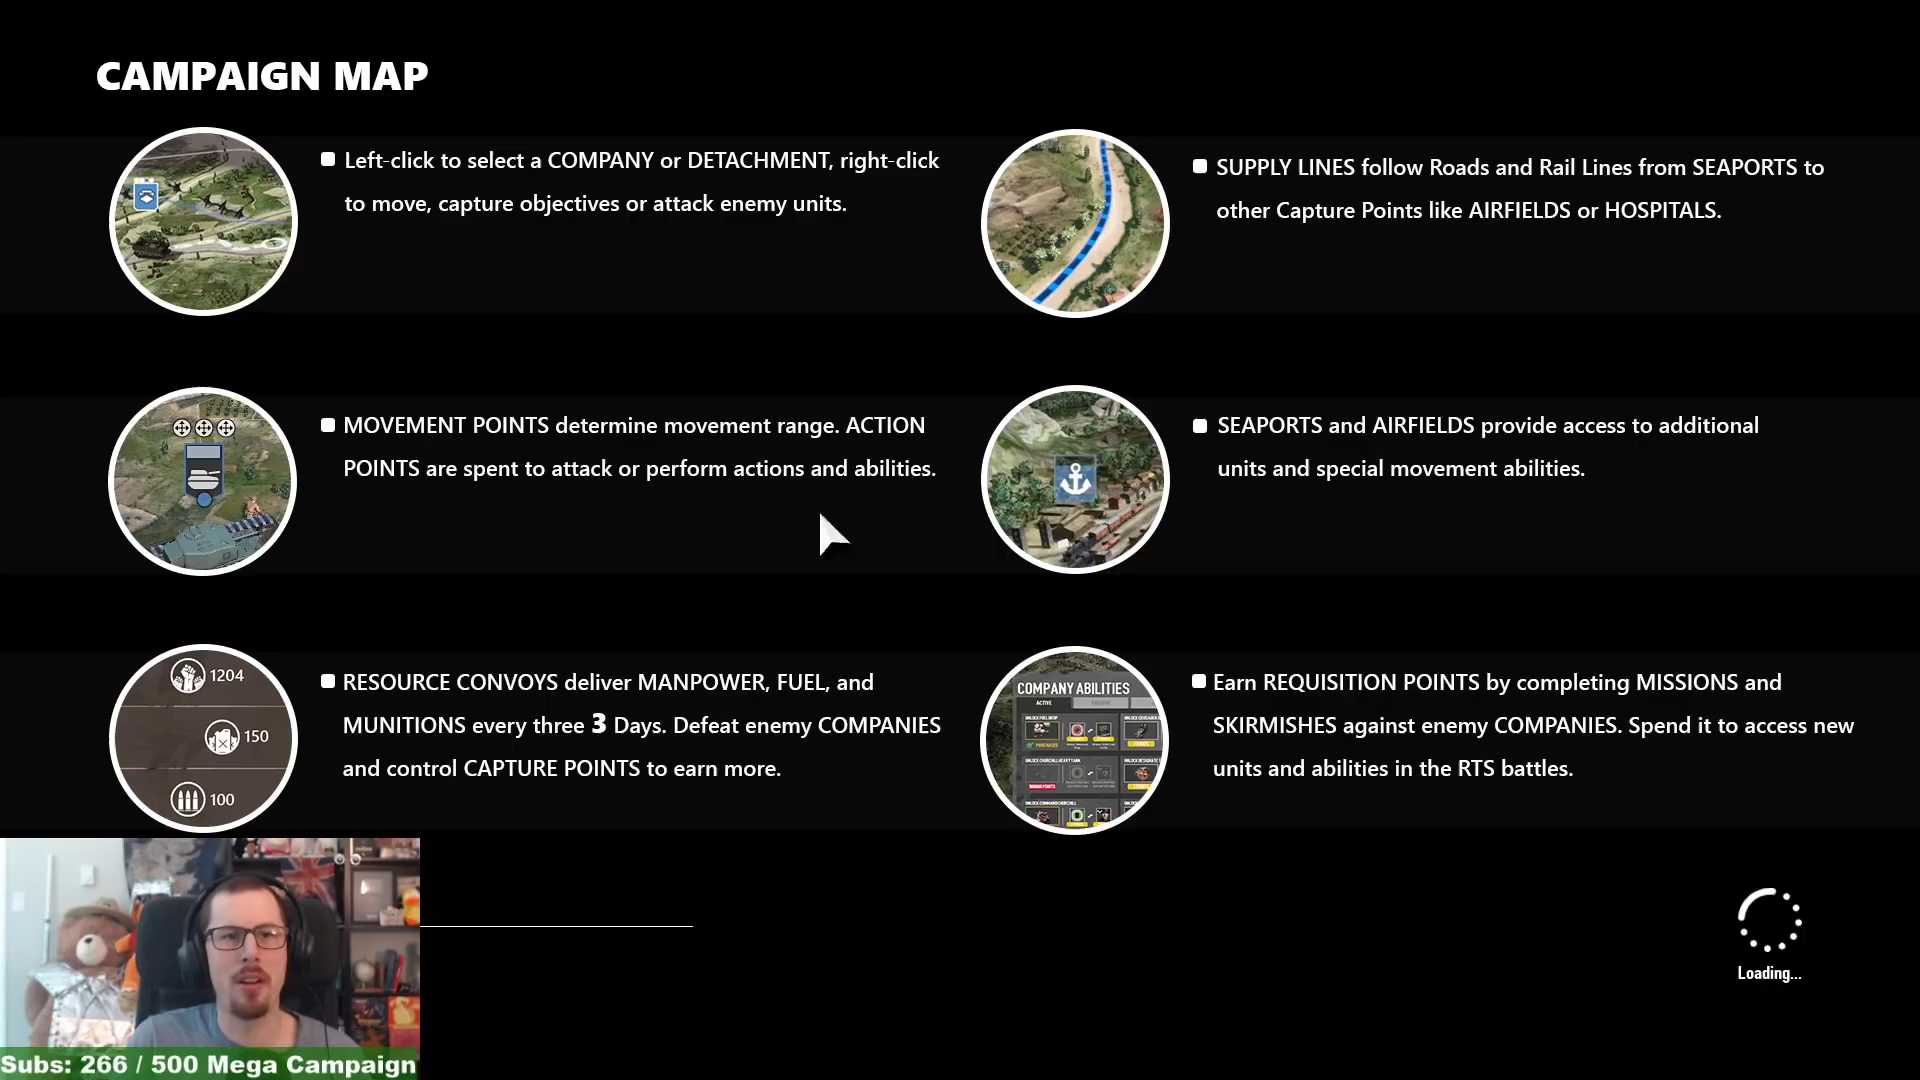 CAMPAIGN MAP
Left-click to select a COMPANY or DETACHMENT, right-click
to move, capture objectives or attack enemy units.
SUPPLY LINES follow Roads and Rail Lines from SEAPORTS to
other Capture Points like AIRFIELDS or HOSPITALS.
MOVEMENT POINTS determine movement range. ACTION
POINTS are spent to attack or perform actions and abilities.
SEAPORTS and AIRFIELDS provide access to additional
units and special movement abilities.
1204
150
100
RESOURCE CONVOYS deliver MANPOWER, FUEL, and
MUNITIONS every three 3 Days. Defeat enemy COMPANIES
and control CAPTURE POINTS to earn more.
COMPANY ABILITIES
ACTIVE
Earn REQUISITION POINTS by completing MISSIONS and
SKIRMISHES against enemy COMPANIES. Spend it to access new
units and abilities in the RTS battles.
Loading...
Subs: 266 / 500 Mega Campaign